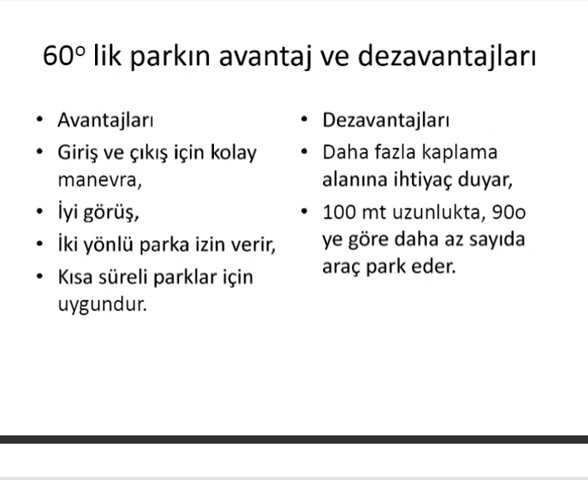 60º lik parkın avantaj ve dezavantajları
• Avantajları
• Giriş ve çıkış için kolay
manevra,
• İyi görüş,
• İki yönlü parka izin verir,
• Kısa süreli parklar için
uygundur.
• Dezavantajları
• Daha fazla kaplama
alanına ihtiyaç duyar,
• 100 mt uzunlukta, 90o
ye göre daha az sayıda
araç park eder.